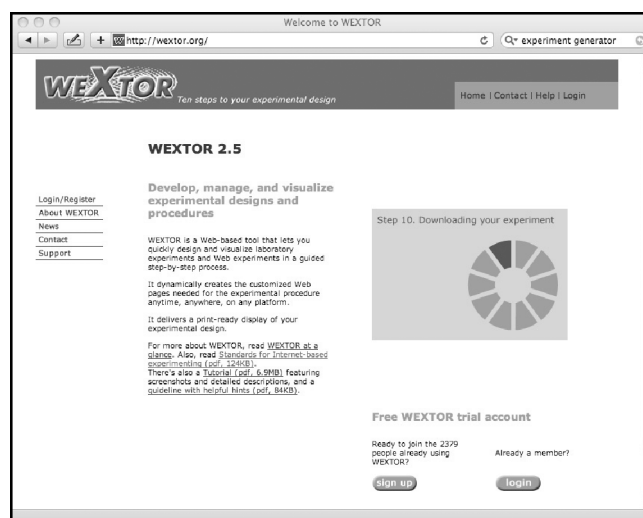 Welcome to WEXTOR
http://wextor.org/
experiment generator
WEXTOR
Ten steps to your experimental design
Home | Contact | Help | Login
WEXTOR 2.5
Login/Register
About WEXTOR
News
Contact
Support
Develop, manage, and visualize
experimental designs and
procedures
WEXTOR is a Web-based tool that lets you
quickly design and visualize laboratory
experiments and Web experiments in a guided
step-by-step process.
It dynamically creates the customized Web
pages needed for the experimental procedure
anytime, anywhere, on any platform.
It delivers a print-ready display of your
experimental design.
For more about WEXTOR, read WEXTOR at a
glance. Also, read Standards for Internet-based
experimenting (pdf, 124KB).
There's also a Tutorial (pdf, 6.9MB) featuring
screenshots and detailed descriptions, and a
guideline with helpful hints (pdf, 84KB).
Step 10. Downloading your experiment
Free WEXTOR trial account
Ready to join the 2379
people already using
WEXTOR?
sign up
Already a member?
login